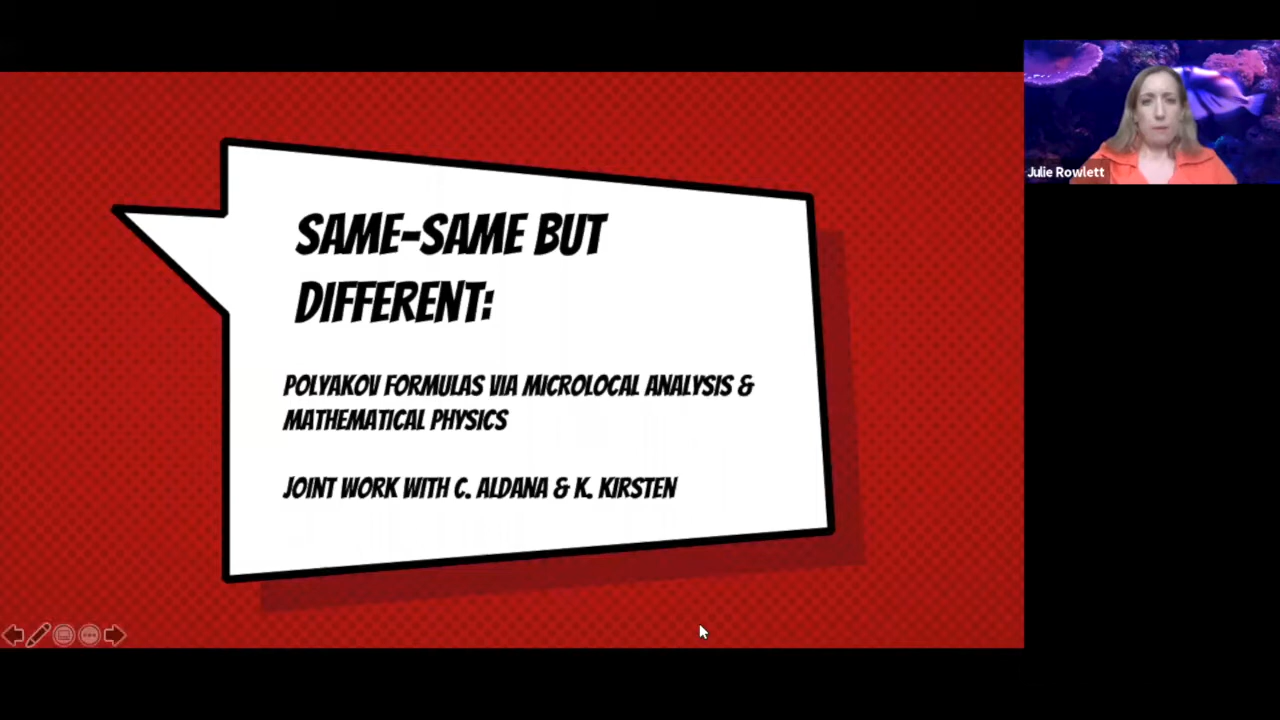 SAME-SAME BUT
DIFFERENT:
POLYAKOV FORMULAS VIA MICROLOCAL ANALYSIS &
MATHEMATICAL PHYSICS
JOINT WORK WITH C. ALDANA & K. KIRSTEN
Julie Rowlett